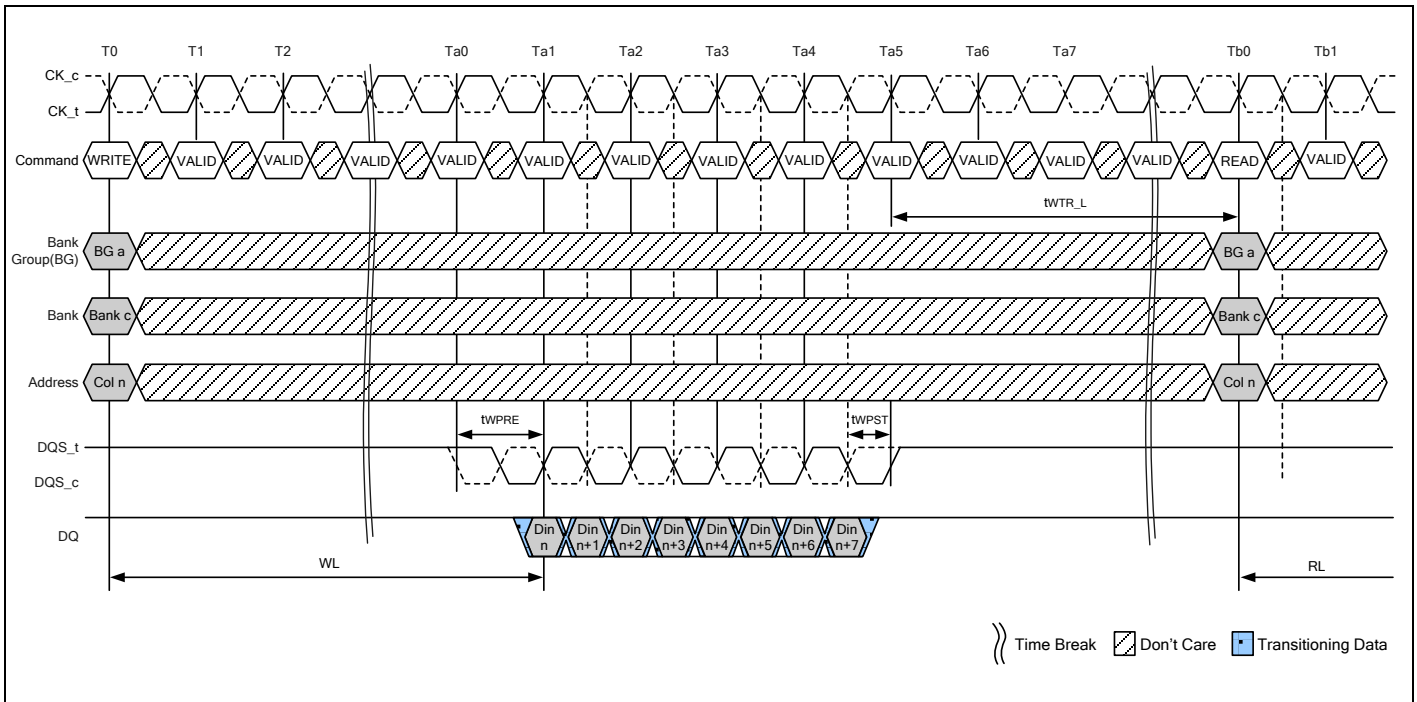 T0 T1 T2 Ta0 Ta1 Ta2 Ta3 Ta4 Ta5 Ta6 Ta7 Tb0 Tb1
CK_c
CK_t
Command WRITE VALID VALID VALID VALID VALID VALID VALID VALID VALID VALID VALID VALID READ VALID
tWTR_L
Bank
Group(BG) BG a BG a
Bank Bank c Bank c
Address Col n Col n
tWPRE tWPST
DQS_t
DQS_c
DQ Din Din Din Din Din Din Din Din
n n+1 n+2 n+3 n+4 n+5 n+6 n+7
WL RL
Time Break Don't Care Transitioning Data